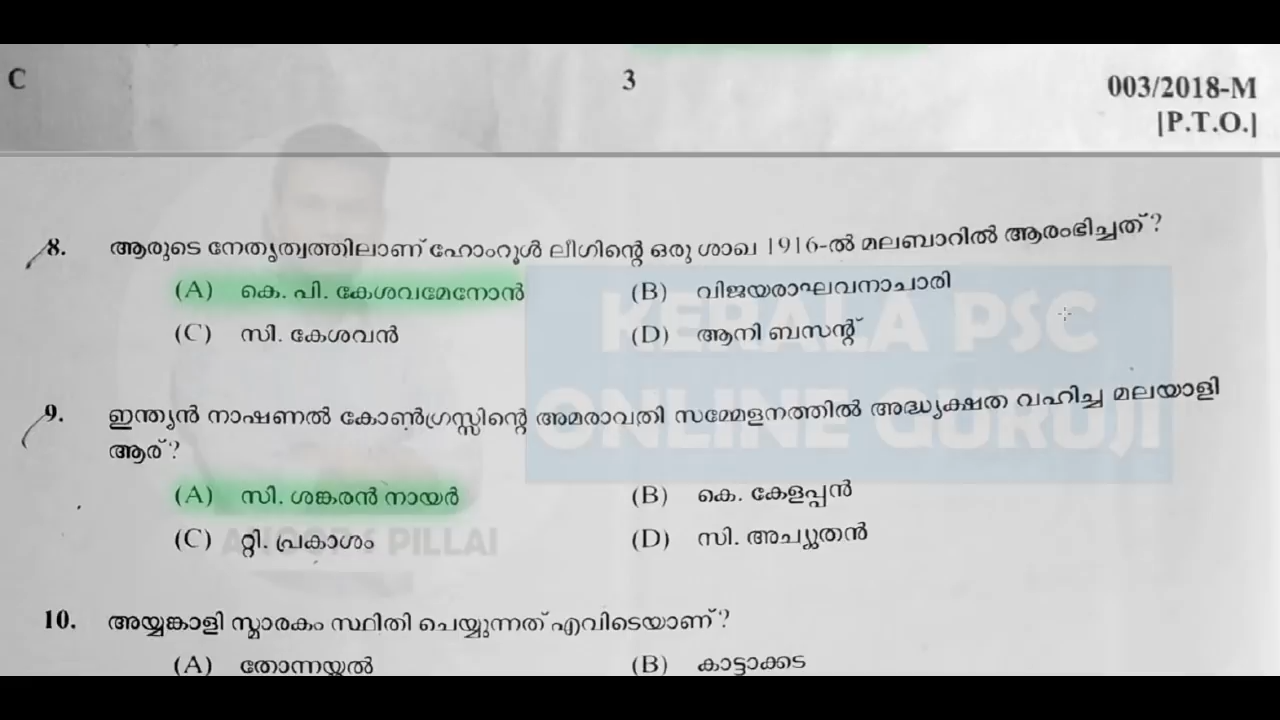 C 3 003/2018-M
[P.T.O.]
8. ആരുടെ നേതൃത്വത്തിലാണ് ഹോംറൂൾ ലീഗിന്റെ ഒരു ശാഖ 1916-ൽ മലബാറിൽ ആരംഭിച്ചത്?
(A) കെ. പി. കേശവമേനോൻ (B) വിജയരാഘവനാചാരി
(C) സി. കേശവൻ (D) ആനി ബസന്റ്
KERALA PSC
ONLINE GURUJI
9. ഇന്ത്യൻ നാഷണൽ കോൺഗ്രസ്സിന്റെ അമരാവതി സമ്മേളനത്തിൽ അദ്ധ്യക്ഷത വഹിച്ച മലയാളി
ആര്?
(A) സി. ശങ്കരൻ നായർ (B) കെ. കേളപ്പൻ
(C) റ്റി. പ്രകാശം (D) സി. അച്യുതൻ
PILLAI
10. അയ്യങ്കാളി സ്മാരകം സ്ഥിതി ചെയ്യുന്നത് എവിടെയാണ്?
(A) തോന്നയ്ക്കൽ (B) കാട്ടാക്കട